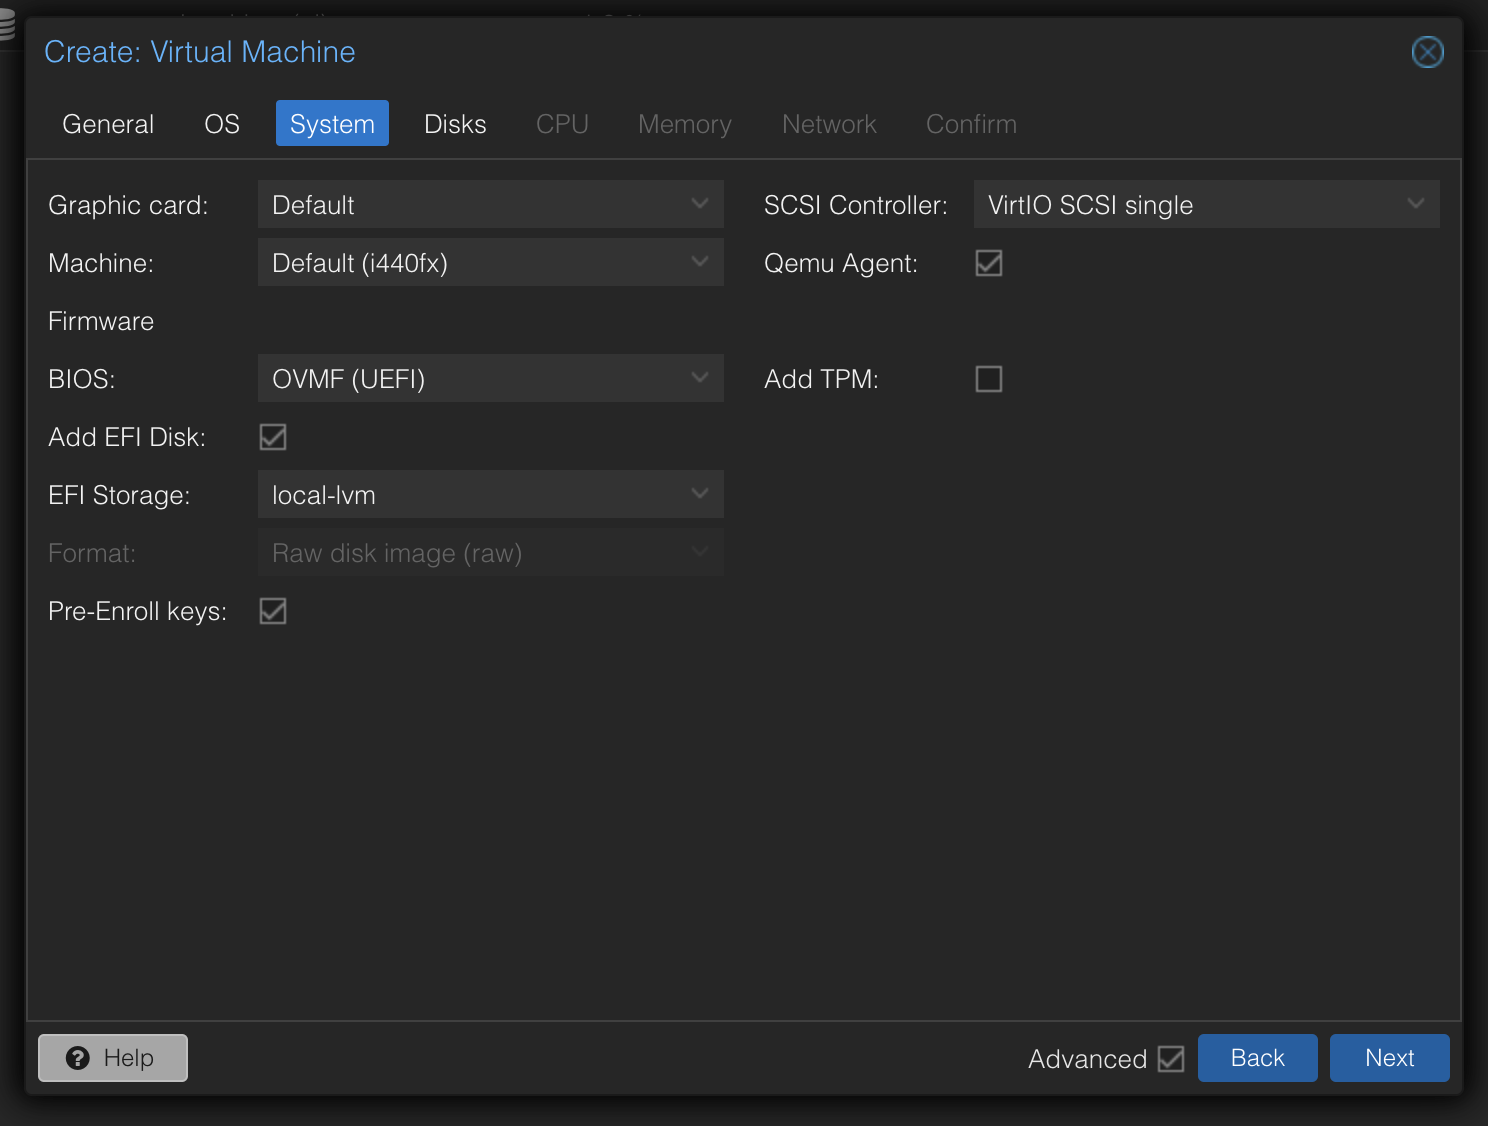 Create: Virtual Machine
General OS System Disks CPU Memory Network Confirm
Graphic card: Default
SCSI Controller: VirtIO SCSI single
Machine: Default (i440fx)
Qemu Agent:
Firmware
BIOS: OVMF (UEFI)
Add TPM:
Add EFI Disk:
EFI Storage: local-lvm
Format: Raw disk image (raw)
Pre-Enroll keys:
Help
Advanced Back Next